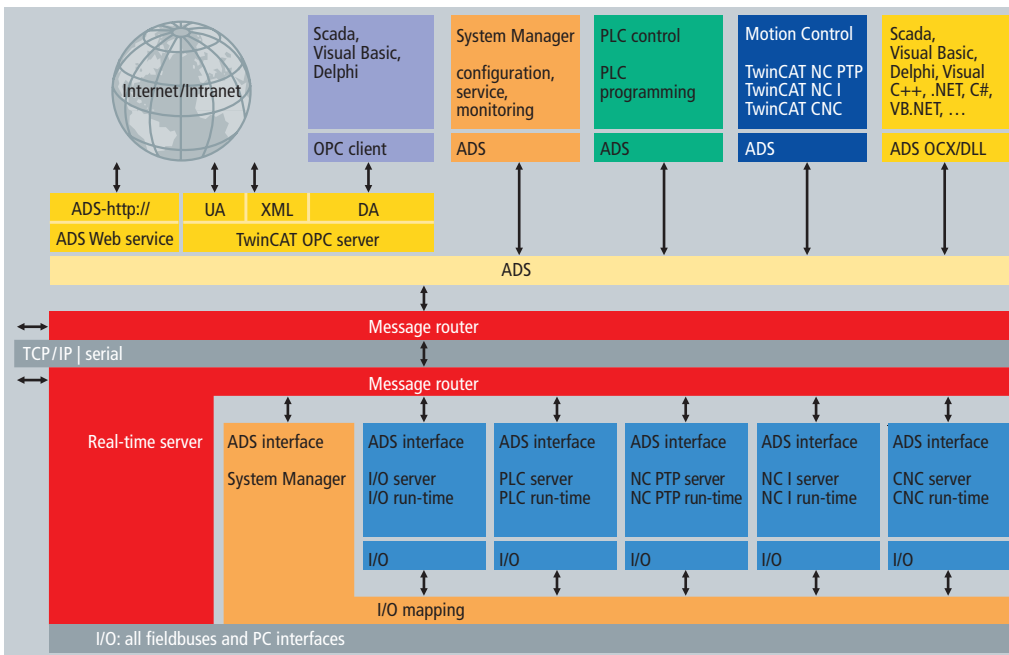 Internet/Intranet
Scada,
Visual Basic,
Delphi
OPC client
System Manager
configuration,
service,
monitoring
ADS
PLC control
PLC
programming
ADS
Motion Control
TwinCAT NC PTP
TwinCAT NC I
TwinCAT CNC
ADS
Scada,
Visual Basic,
Delphi, Visual
C++, .NET, C#,
VB.NET, …
ADS OCX/DLL
ADS-http://
UA
XML
DA
ADS Web service
TwinCAT OPC server
ADS
Message router
TCP/IP | serial
Message router
Real-time server
ADS interface
System Manager
ADS interface
I/O server
I/O run-time
I/O
ADS interface
PLC server
PLC run-time
I/O
ADS interface
NC PTP server
NC PTP run-time
I/O
ADS interface
NC I server
NC I run-time
I/O
ADS interface
CNC server
CNC run-time
I/O
I/O mapping
I/O: all fieldbuses and PC interfaces